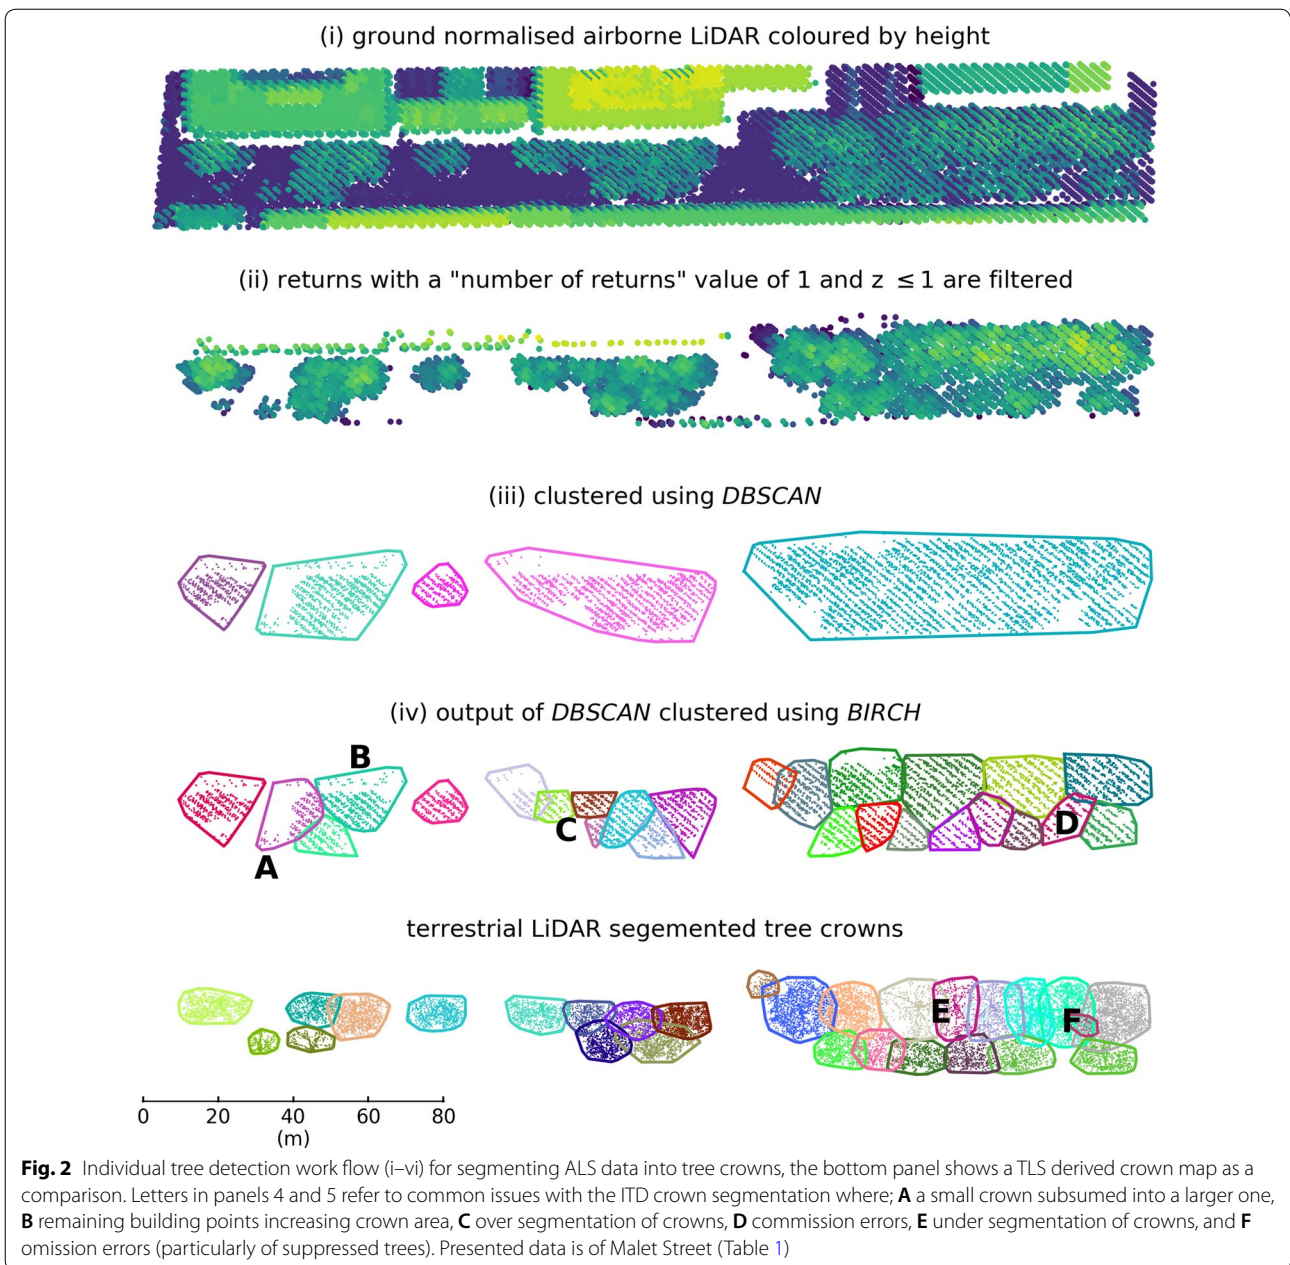 (i) ground normalised airborne LiDAR coloured by height
(ii) returns with a "number of returns" value of 1 and z ≤ 1 are filtered
(iii) clustered using DBSCAN
(iv) output of DBSCAN clustered using BIRCH
B
C
D
A
terrestrial LiDAR segemented tree crowns
E
F
0 20 40 60 80
(m)
Fig. 2 Individual tree detection work flow (i–vi) for segmenting ALS data into tree crowns, the bottom panel shows a TLS derived crown map as a
comparison. Letters in panels 4 and 5 refer to common issues with the ITD crown segmentation where; A a small crown subsumed into a larger one,
B remaining building points increasing crown area, C over segmentation of crowns, D commission errors, E under segmentation of crowns, and F
omission errors (particularly of suppressed trees). Presented data is of Malet Street (Table 1)